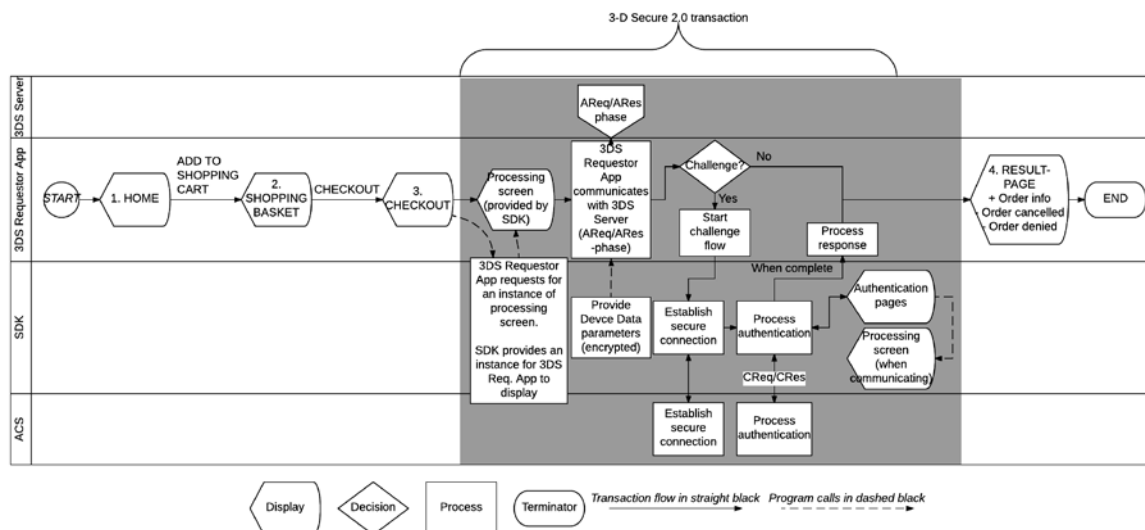 3-D Secure 2.0 transaction
3DS Server
AReq/ARes
phase
3DS Requestor App
START
1. HOME
ADD TO
SHOPPING
CART
2.
SHOPPING
BASKET
CHECKOUT
3.
CHECKOUT
Processing
screen
(provided by
SDK)
3DS
Requestor
App
communicates
with 3DS
Server
(AReq/ARes
-phase)
Challenge?
No
Yes
Start
challenge
flow
Process
response
4. RESULT-
PAGE
+ Order info
- Order cancelled
- Order denied
END
SDK
3DS Requestor
App requests for
an instance of
processing
screen.
SDK provides an
instance for 3DS
Req. App to
display
Provide
Devce Data
parameters
(encrypted)
Establish
secure
connection
Process
authentication
When complete
Authentication
pages
Processing
screen
(when
communicating)
CReq/CRes
ACS
Establish
secure
connection
Process
authentication
Display
Decision
Process
Terminator
Transaction flow in straight black
Program calls in dashed black